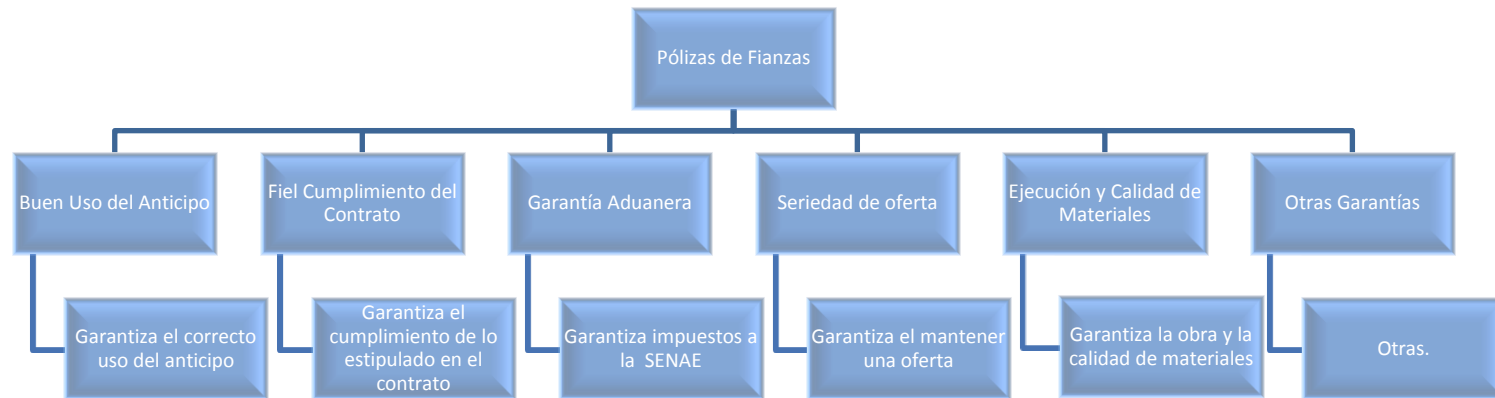 Pólizas de Fianzas
Buen Uso del Anticipo
Fiel Cumplimiento del
Contrato
Garantía Aduanera
Seriedad de oferta
Ejecución y Calidad de
Materiales
Otras Garantías
Garantiza el correcto
uso del anticipo
Garantiza el
cumplimiento de lo
estipulado en el
contrato
Garantiza impuestos a
la SENAE
Garantiza el mantener
una oferta
Garantiza la obra y la
calidad de materiales
Otras.